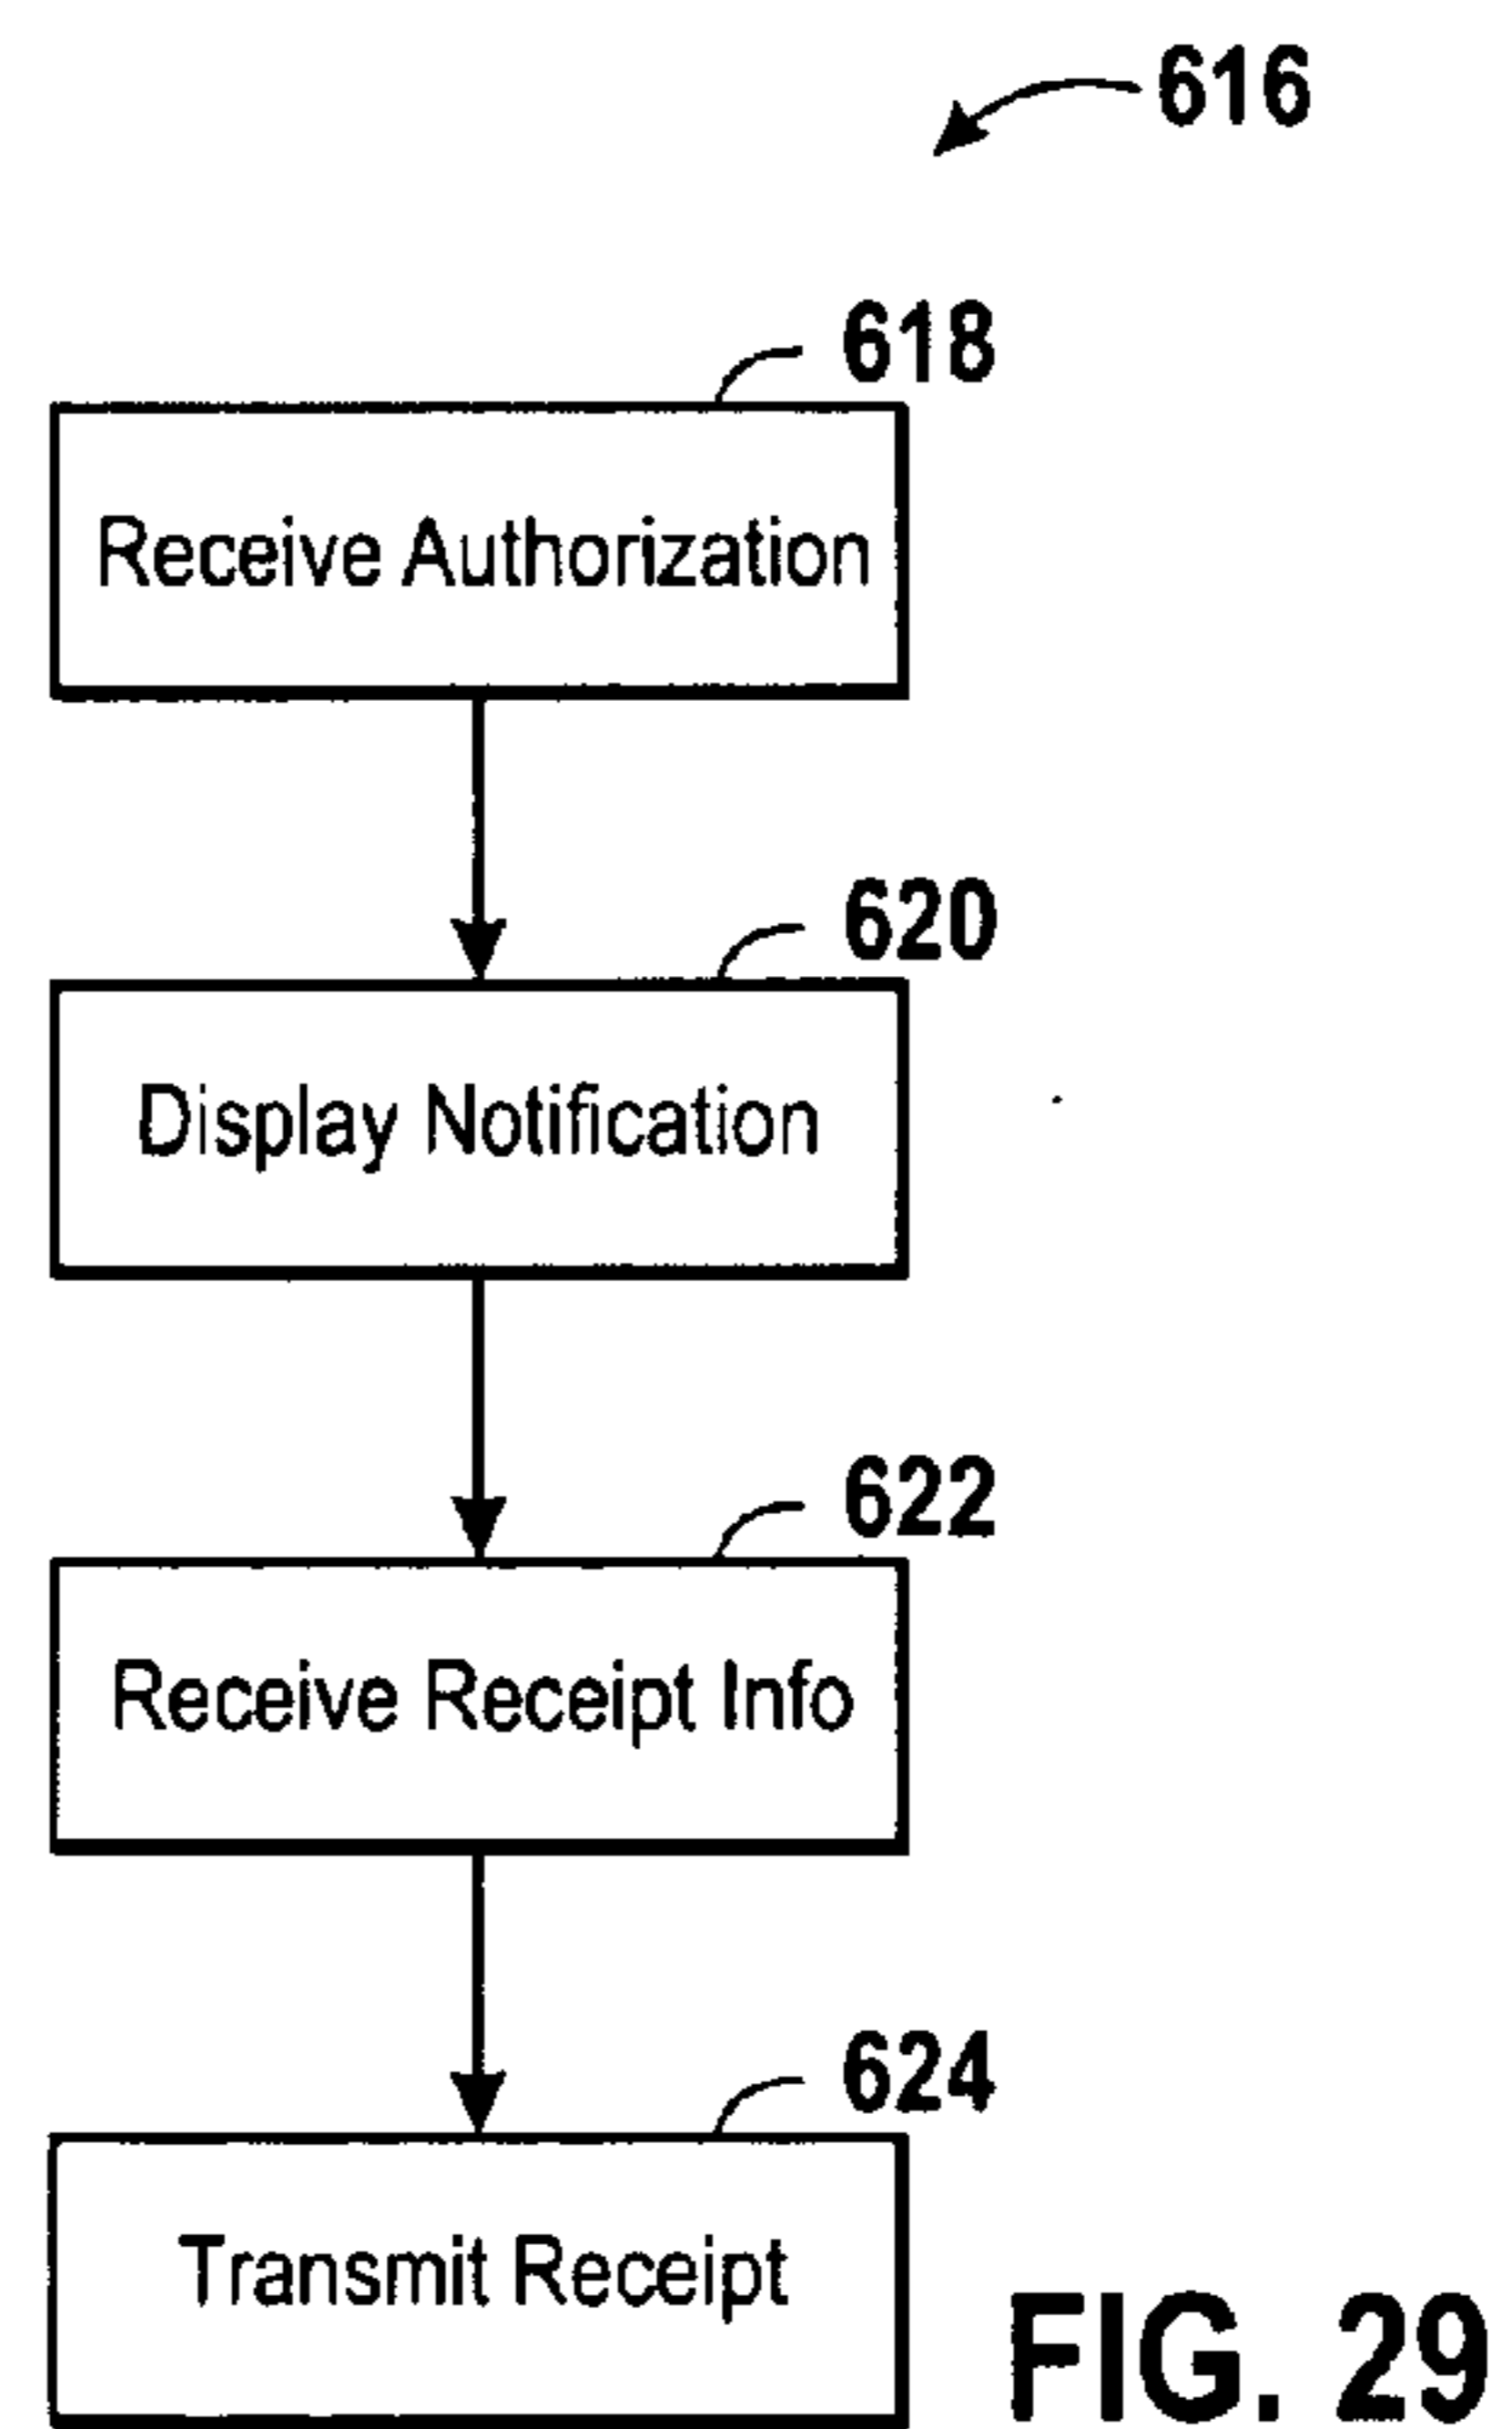 616
618
Receive Authorization
620
Display Notification
622
Receive Receipt Info
624
Transmit Receipt
FIG. 29